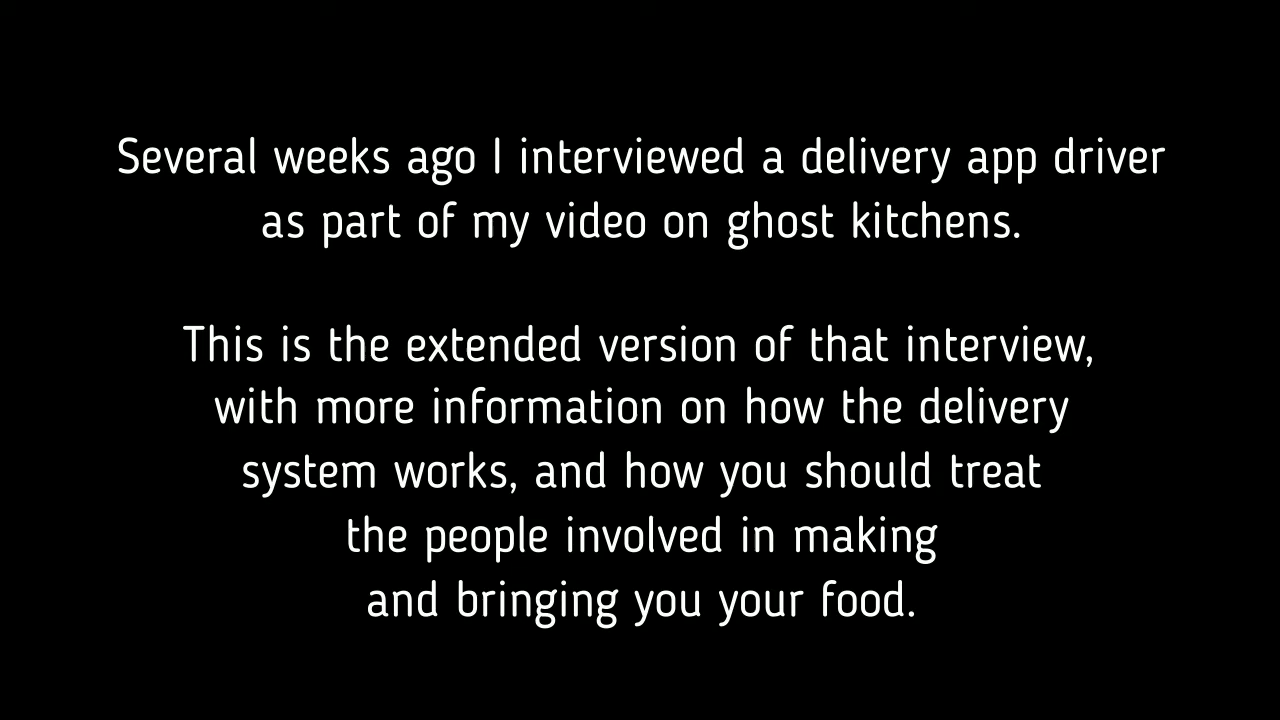 Several weeks ago I interviewed a delivery app driver
as part of my video on ghost kitchens.
This is the extended version of that interview,
with more information on how the delivery
system works, and how you should treat
the people involved in making
and bringing you your food.